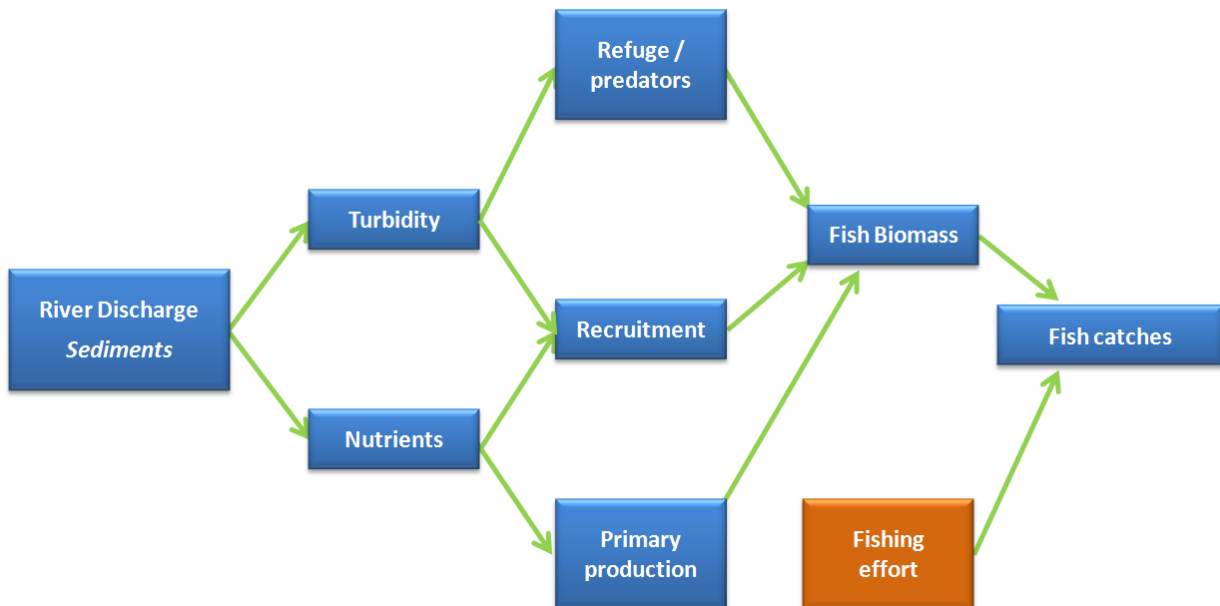 Refuge /
predators
Turbidity
Fish Biomass
River Discharge
Sediments
Recruitment
Fish catches
Nutrients
Primary
production
Fishing
effort